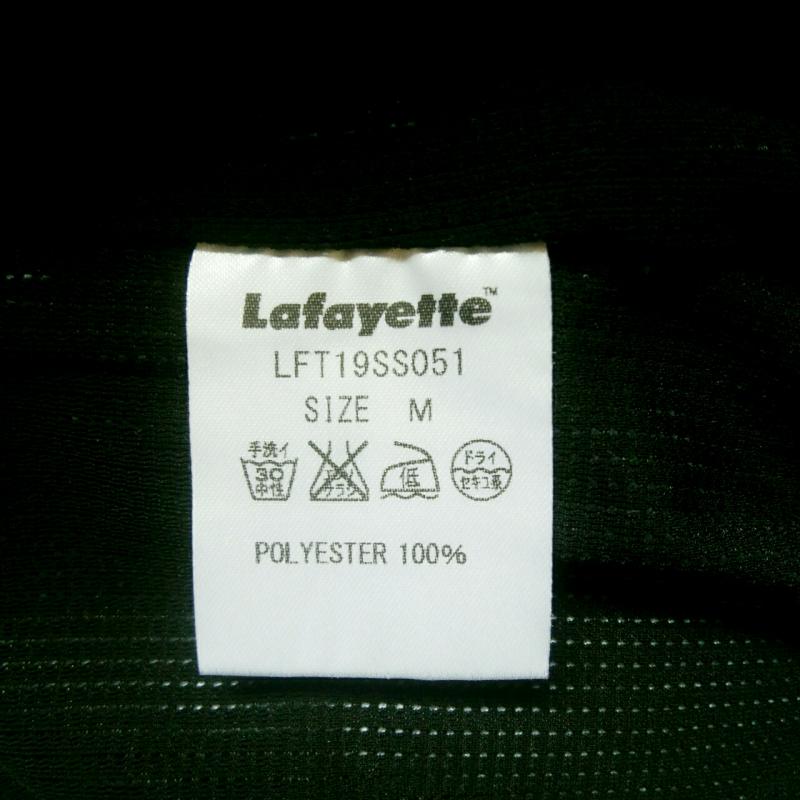 Lafayette™
LFT19SS051
SIZE M
手洗イ ドライ
30 低 セキユ系
中性
POLYESTER 100%